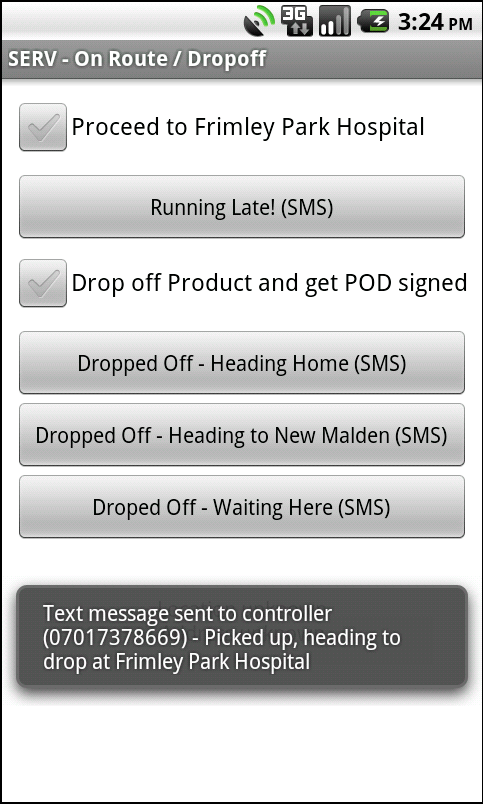 3G
3:24 PM
SERV - On Route / Dropoff
Proceed to Frimley Park Hospital
Running Late! (SMS)
Drop off Product and get POD signed
Dropped Off - Heading Home (SMS)
Dropped Off - Heading to New Malden (SMS)
Droped Off - Waiting Here (SMS)
Text message sent to controller
(07017378669) - Picked up, heading to
drop at Frimley Park Hospital